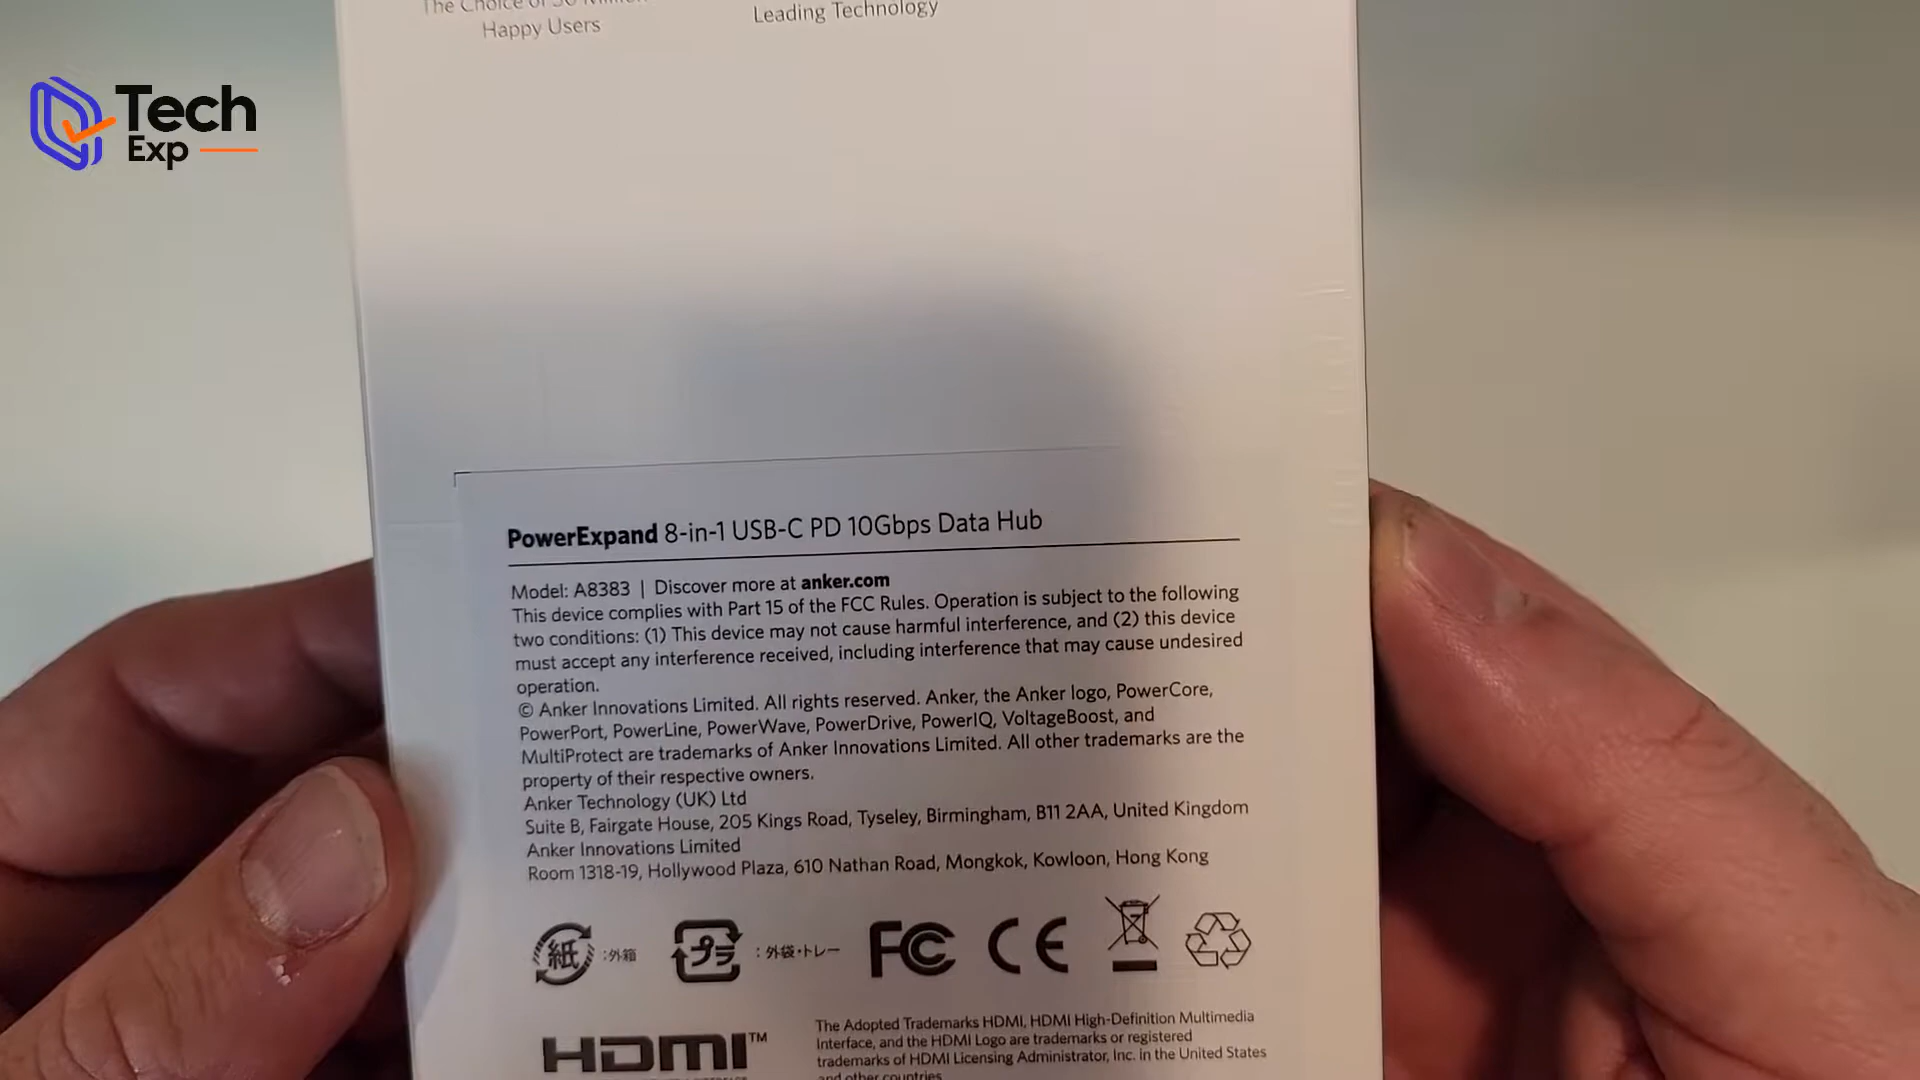 The Choice of 50 Million
Happy Users
Leading Technology
Tech
Exp
PowerExpand 8-in-1 USB-C PD 10Gbps Data Hub
Model: A8383 | Discover more at anker.com
This device complies with Part 15 of the FCC Rules. Operation is subject to the following
two conditions: (1) This device may not cause harmful interference, and (2) this device
must accept any interference received, including interference that may cause undesired
operation.
© Anker Innovations Limited. All rights reserved. Anker, the Anker logo, PowerCore,
PowerPort, PowerLine, PowerWave, PowerDrive, PowerIQ, VoltageBoost, and
MultiProtect are trademarks of Anker Innovations Limited. All other trademarks are the
property of their respective owners.
Anker Technology (UK) Ltd
Suite B, Fairgate House, 205 Kings Road, Tyseley, Birmingham, B11 2AA, United Kingdom
Anker Innovations Limited
Room 1318-19, Hollywood Plaza, 610 Nathan Road, Mongkok, Kowloon, Hong Kong
紙 :外箱 プラ :外袋・トレー FC CE
HDMI™
The Adopted Trademarks HDMI, HDMI High-Definition Multimedia
Interface, and the HDMI Logo are trademarks or registered
trademarks of HDMI Licensing Administrator, Inc. in the United States
and other countries